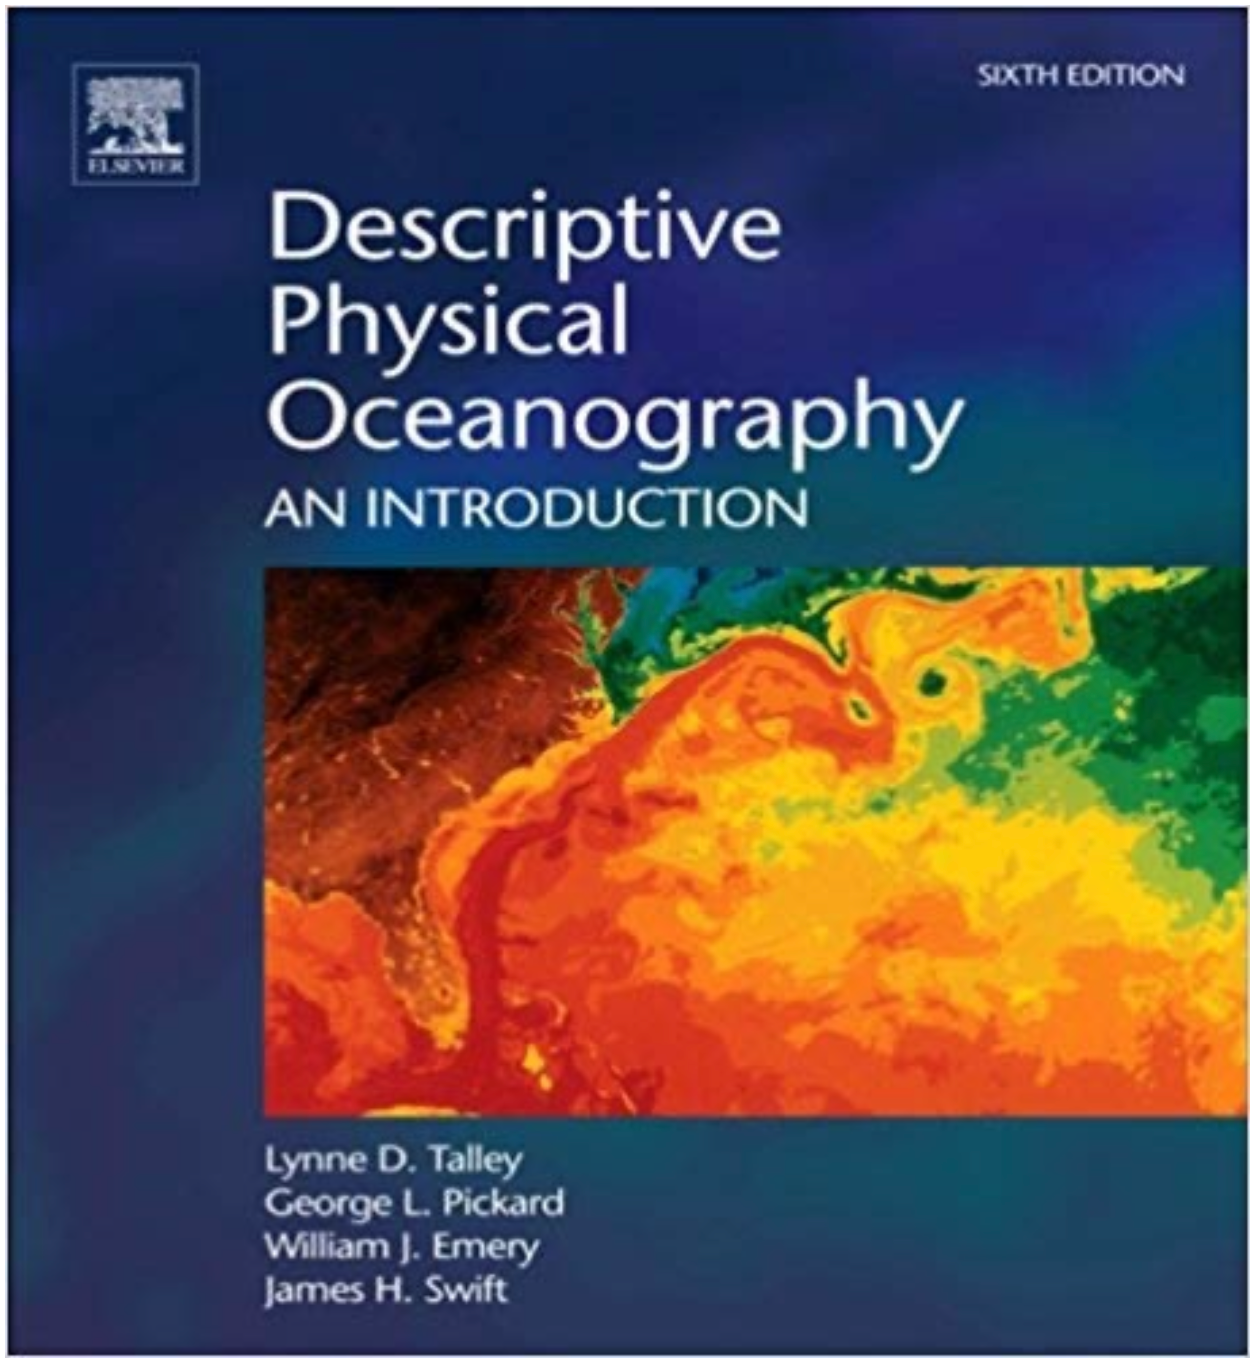 SIXTH EDITION
ELSEVIER
Descriptive
Physical
Oceanography
AN INTRODUCTION
Lynne D. Talley
George L. Pickard
William J. Emery
James H. Swift